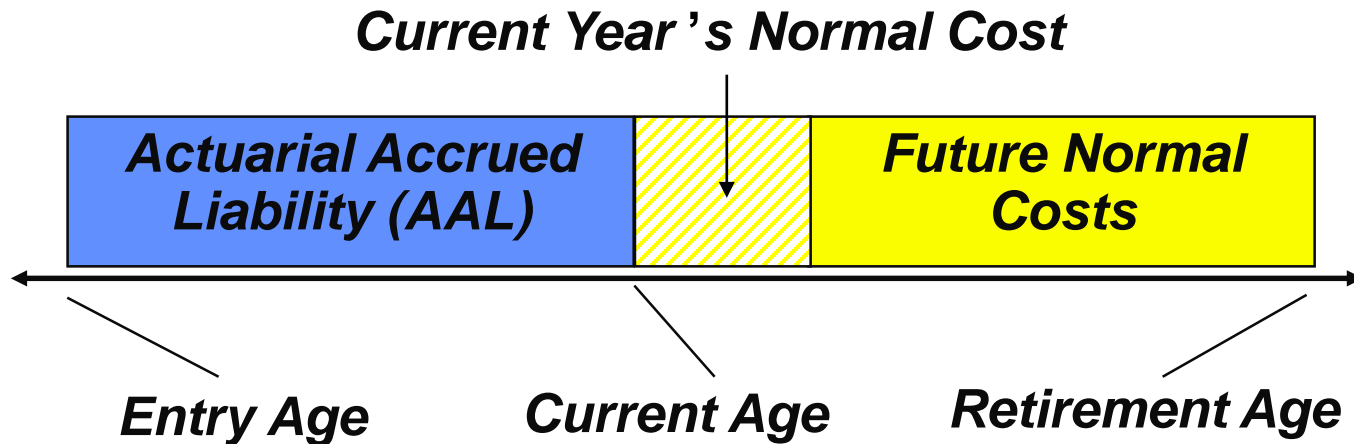 Current Year’s Normal Cost
Actuarial Accrued
Liability (AAL)
Future Normal
Costs
Entry Age
Current Age
Retirement Age